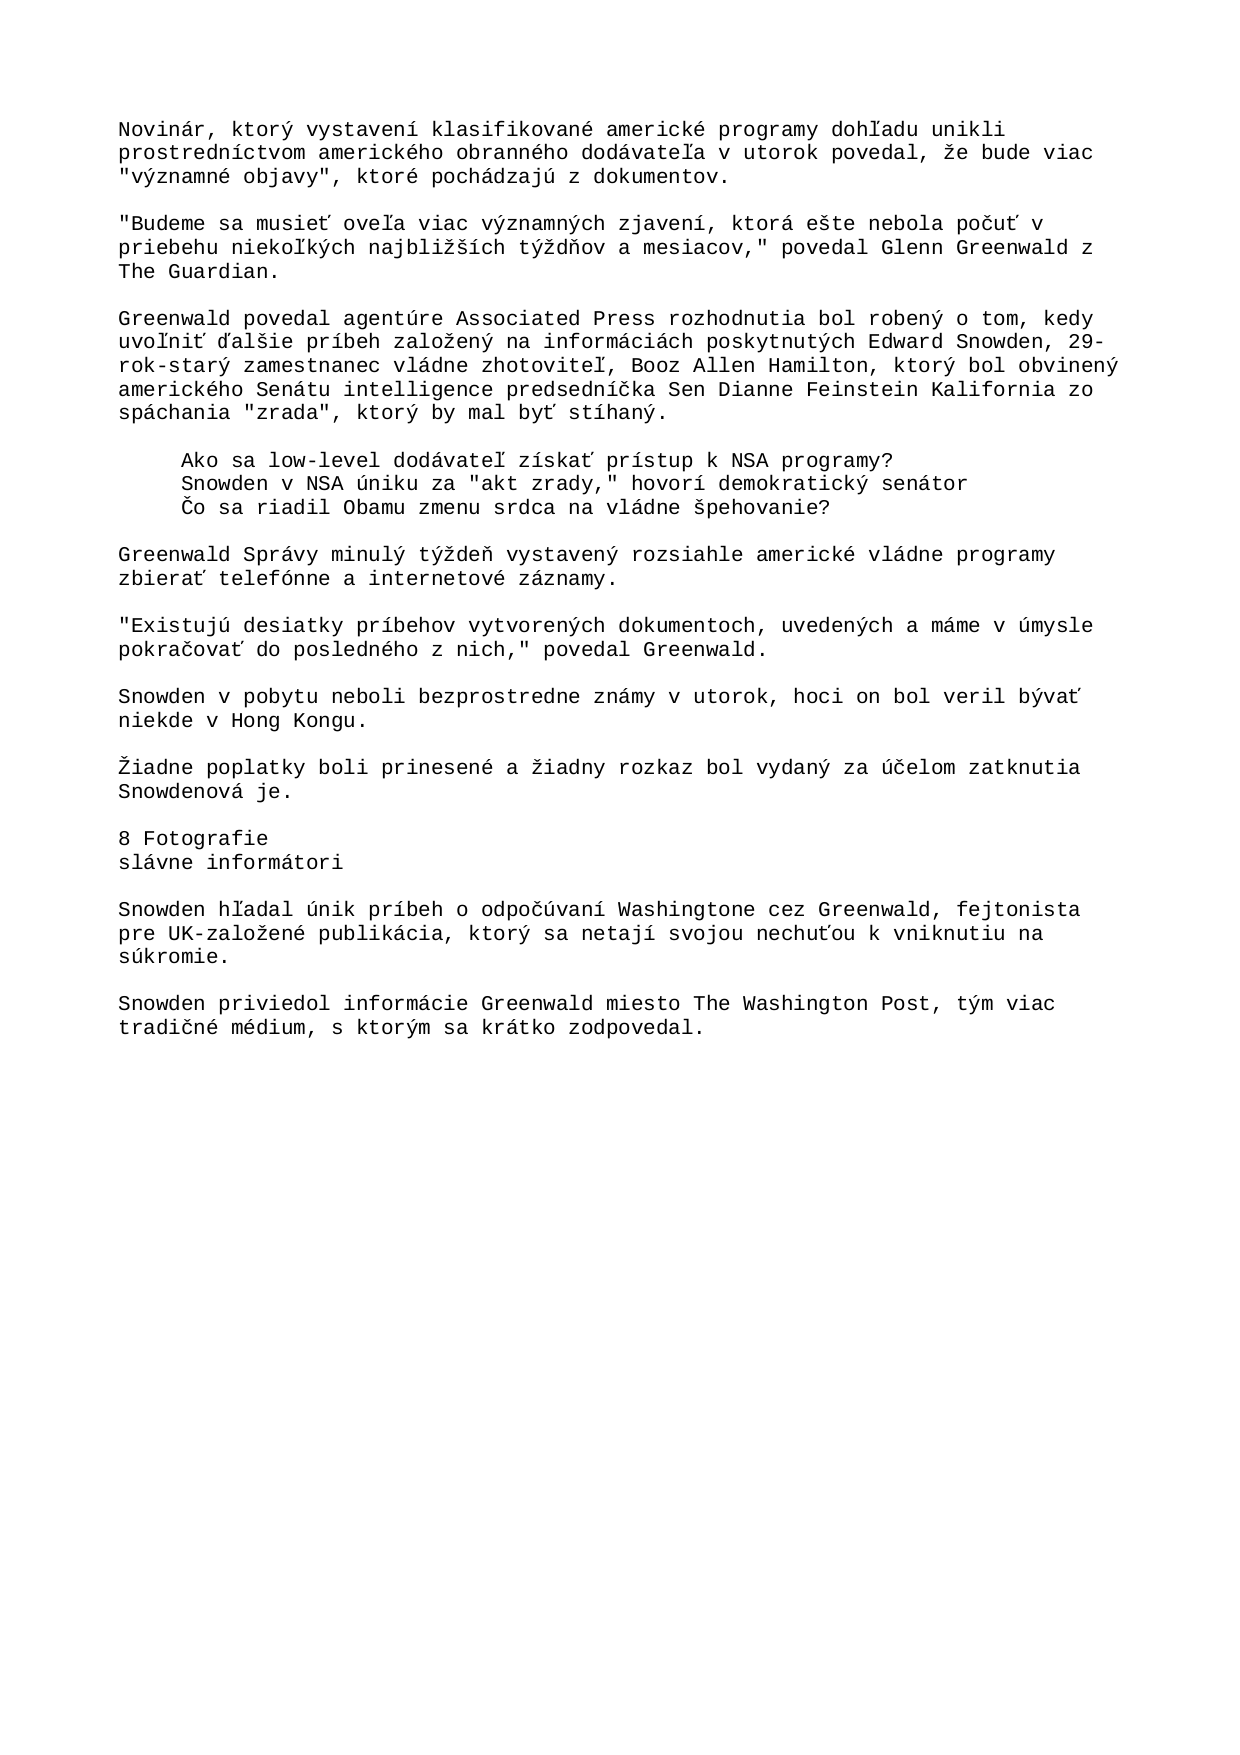 Novinár, ktorý vystavení klasifikované americké programy dohľadu unikli
prostredníctvom amerického obranného dodávateľa v utorok povedal, že bude viac
"významné objavy", ktoré pochádzajú z dokumentov.
"Budeme sa musieť oveľa viac významných zjavení, ktorá ešte nebola počuť v
priebehu niekoľkých najbližších týždňov a mesiacov," povedal Glenn Greenwald z
The Guardian.
Greenwald povedal agentúre Associated Press rozhodnutia bol robený o tom, kedy
uvoľniť ďalšie príbeh založený na informáciách poskytnutých Edward Snowden, 29-
rok-starý zamestnanec vládne zhotoviteľ, Booz Allen Hamilton, ktorý bol obvinený
amerického Senátu intelligence predsedníčka Sen Dianne Feinstein Kalifornia zo
spáchania "zrada", ktorý by mal byť stíhaný.
Ako sa low-level dodávateľ získať prístup k NSA programy?
Snowden v NSA úniku za "akt zrady," hovorí demokratický senátor
Čo sa riadil Obamu zmenu srdca na vládne špehovanie?
Greenwald Správy minulý týždeň vystavený rozsiahle americké vládne programy
zbierať telefónne a internetové záznamy.
"Existujú desiatky príbehov vytvorených dokumentoch, uvedených a máme v úmysle
pokračovať do posledného z nich," povedal Greenwald.
Snowden v pobytu neboli bezprostredne známy v utorok, hoci on bol veril bývať
niekde v Hong Kongu.
Žiadne poplatky boli prinesené a žiadny rozkaz bol vydaný za účelom zatknutia
Snowdenová je.
8 Fotografie
slávne informátori
Snowden hľadal únik príbeh o odpočúvaní Washingtone cez Greenwald, fejtonista
pre UK-založené publikácia, ktorý sa netají svojou nechuťou k vniknutiu na
súkromie.
Snowden priviedol informácie Greenwald miesto The Washington Post, tým viac
tradičné médium, s ktorým sa krátko zodpovedal.